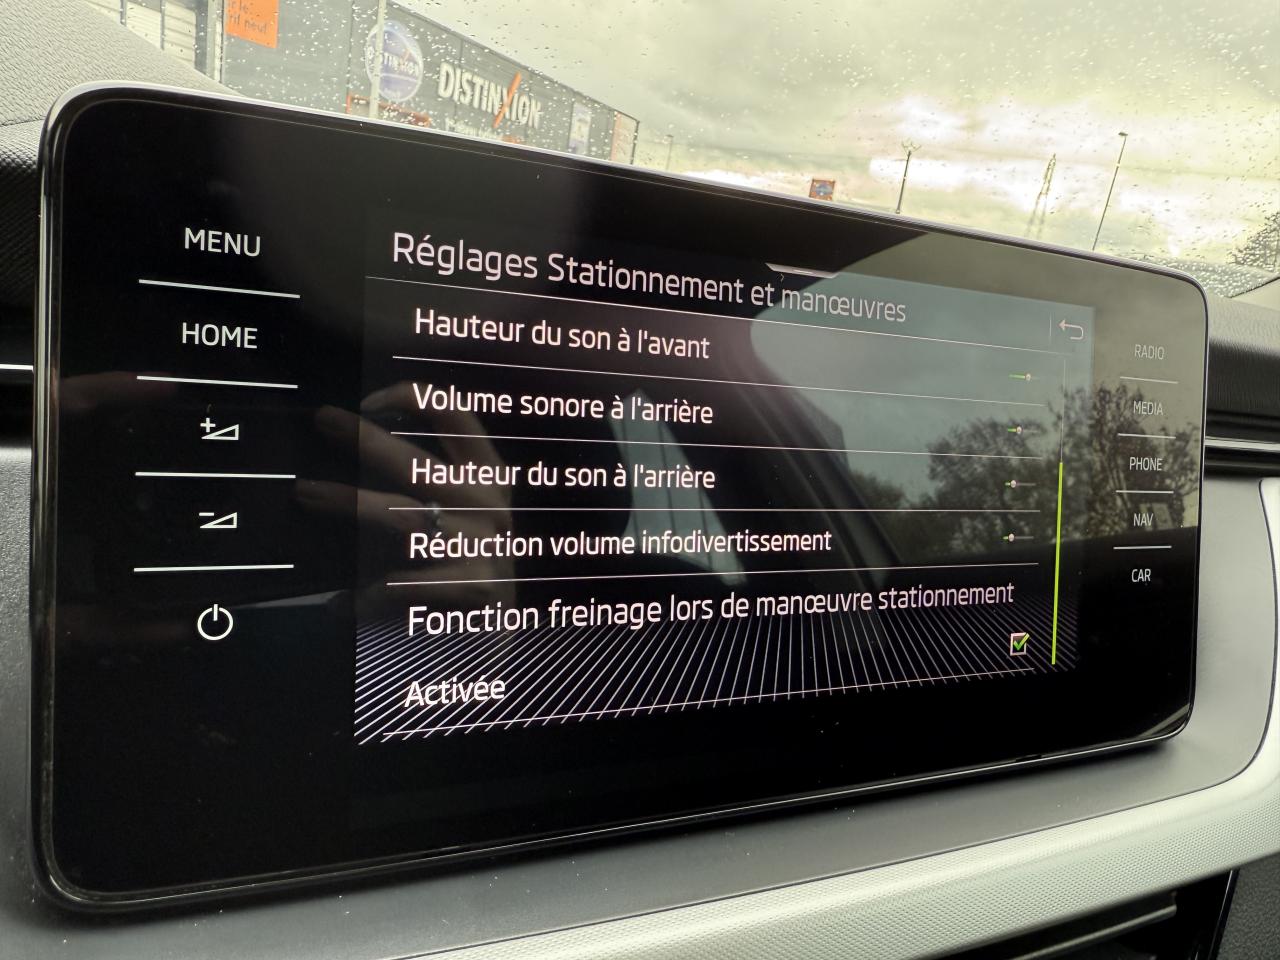 DISTINXION
MENU
HOME
Réglages Stationnement et manœuvres
Hauteur du son à l'avant
Volume sonore à l'arrière
Hauteur du son à l'arrière
Réduction volume infodivertissement
Fonction freinage lors de manœuvre stationnement
Activée
RADIO
MEDIA
PHONE
NAV
CAR